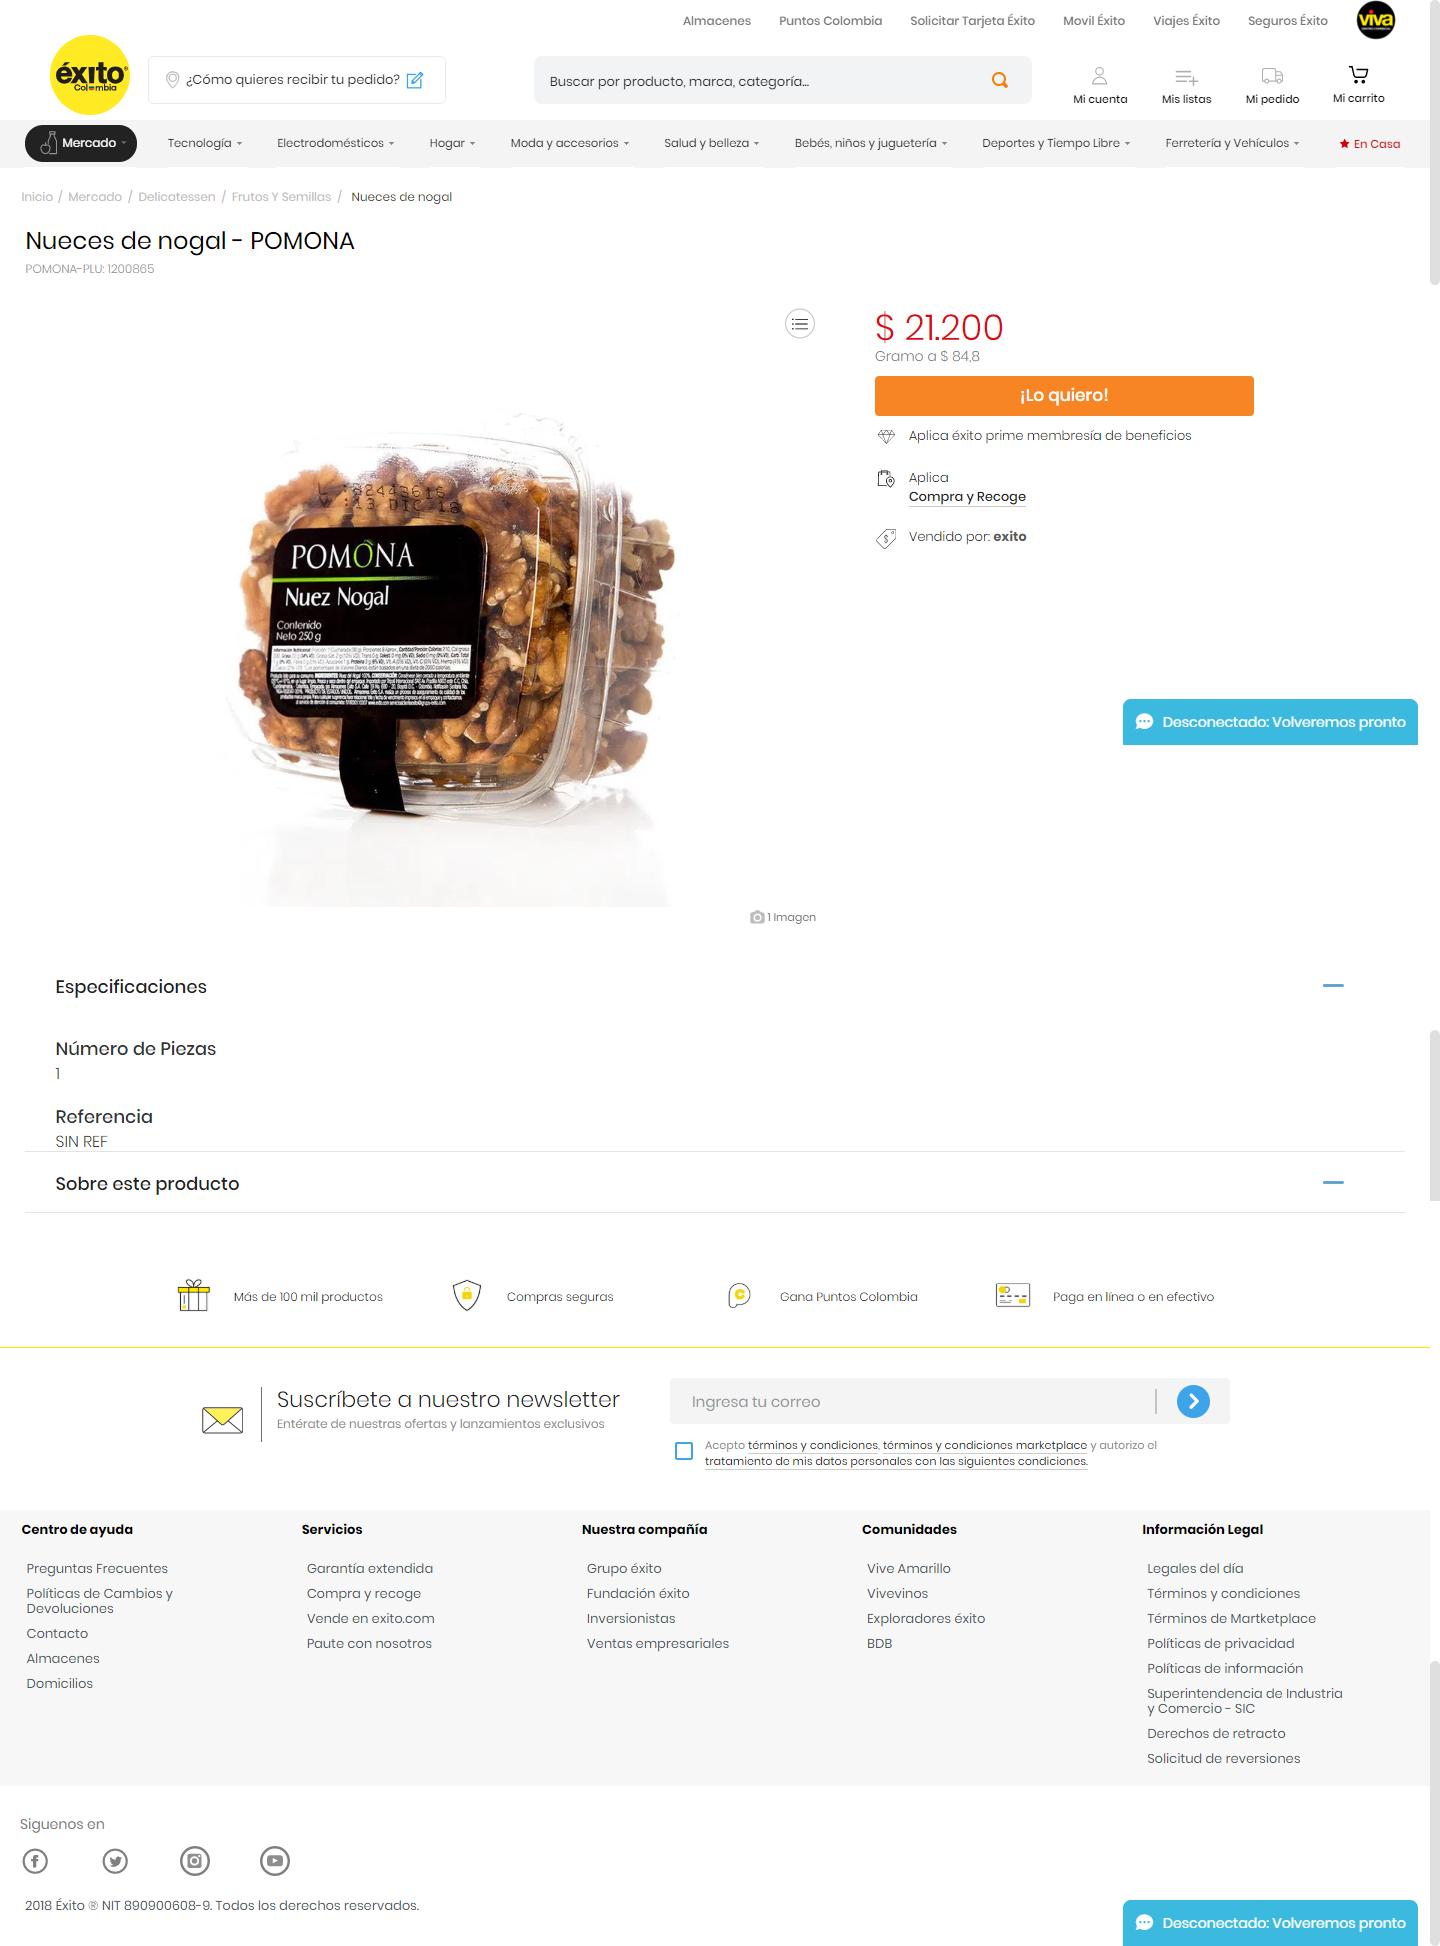 Almacenes Puntos Colombia Solicitar Tarjeta Éxito Movil Éxito Viajes Éxito Seguros Éxito viva
éxito
Colombia
¿Cómo quieres recibir tu pedido?
Buscar por producto, marca, categoría...
Mi cuenta Mis listas Mi pedido Mi carrito
Mercado Tecnología Electrodomésticos Hogar Moda y accesorios Salud y belleza Bebés, niños y juguetería Deportes y Tiempo Libre Ferretería y Vehículos En Casa
Inicio / Mercado / Delicatessen / Frutos Y Semillas / Nueces de nogal
Nueces de nogal - POMONA
POMONA-PLU: 1200865
$ 21.200
Gramo a $ 84,8
¡Lo quiero!
Aplica éxito prime membresía de beneficios
Aplica
Compra y Recoge
Vendido por: exito
POMONA
Nuez Nogal
Contenido
Neto 250 g
Desconectado: Volveremos pronto
1 Imagen
Especificaciones
Número de Piezas
1
Referencia
SIN REF
Sobre este producto
Más de 100 mil productos Compras seguras Gana Puntos Colombia Paga en línea o en efectivo
Suscríbete a nuestro newsletter
Entérate de nuestras ofertas y lanzamientos exclusivos
Ingresa tu correo
Acepto términos y condiciones, términos y condiciones marketplace y autorizo el
tratamiento de mis datos personales con las siguientes condiciones.
Centro de ayuda
Preguntas Frecuentes
Políticas de Cambios y
Devoluciones
Contacto
Almacenes
Domicilios
Servicios
Garantía extendida
Compra y recoge
Vende en exito.com
Paute con nosotros
Nuestra compañía
Grupo éxito
Fundación éxito
Inversionistas
Ventas empresariales
Comunidades
Vive Amarillo
Vivevinos
Exploradores éxito
BDB
Información Legal
Legales del día
Términos y condiciones
Términos de Martketplace
Políticas de privacidad
Políticas de información
Superintendencia de Industria
y Comercio - SIC
Derechos de retracto
Solicitud de reversiones
Siguenos en
2018 Éxito ® NIT 890900608-9. Todos los derechos reservados.
Desconectado: Volveremos pronto